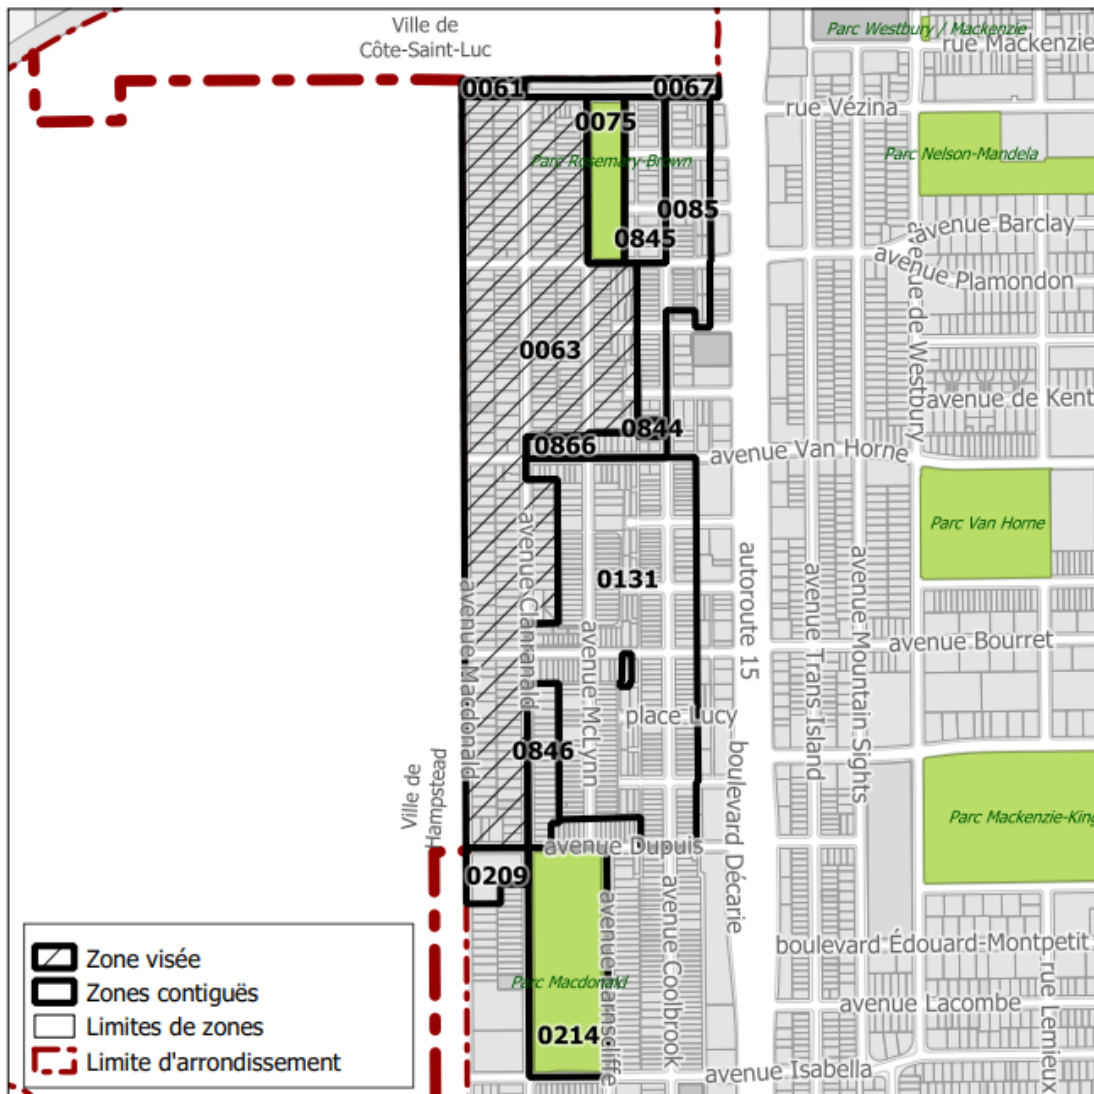 Ville de
Côte-Saint-Luc
Parc Westbury / Mackenzie
rue Mackenzie
0061
0067
rue Vézina
0075
Parc Rosemary-Brown
Parc Nelson-Mandela
0085
0845
avenue Barclay
avenue Plamondon
avenue de Westbury
0063
avenue de Kent
0844
0866
avenue Van Horne
Parc Van Horne
0131
avenue Macdonald
avenue Clanranald
avenue McLynn
autoroute 15
avenue Trans Island
avenue Mountain Sights
avenue Bourret
place Lucy
0846
Ville de
Hampstead
boulevard Décarie
Parc Mackenzie-King
avenue Dupuis
0209
avenue Earnscliffe
avenue Coolbrook
boulevard Édouard-Montpetit
Parc Macdonald
avenue Lacombe
rue Lemieux
0214
avenue Isabella
Zone visée
Zones contiguës
Limites de zones
Limite d'arrondissement